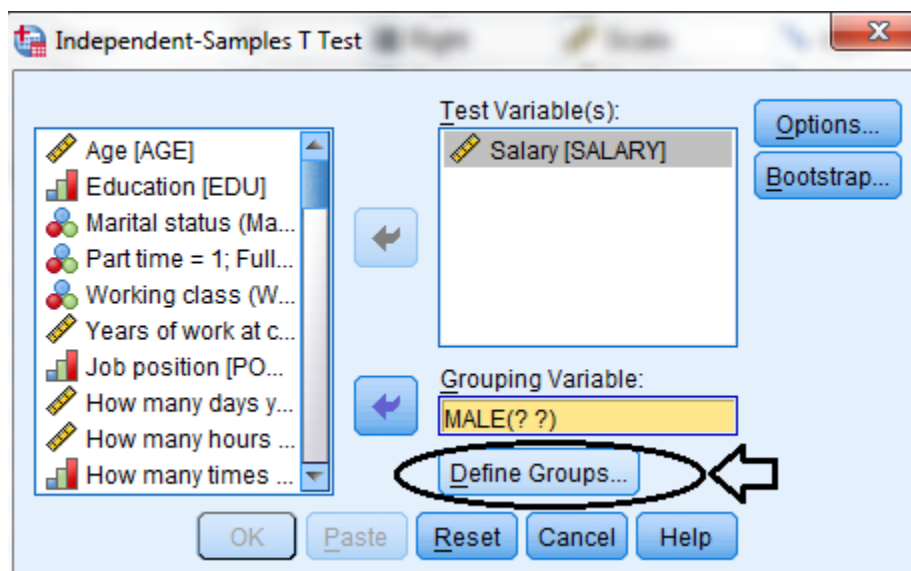 Independent-Samples T Test
Test Variable(s):
Age [AGE]
Education [EDU]
Marital status (Ma...
Part time = 1; Full...
Working class (W...
Years of work at c...
Job position [PO...
How many days y...
How many hours ...
How many times ...
Salary [SALARY]
Options...
Bootstrap...
Grouping Variable:
MALE(? ?)
Define Groups...
OK Paste Reset Cancel Help